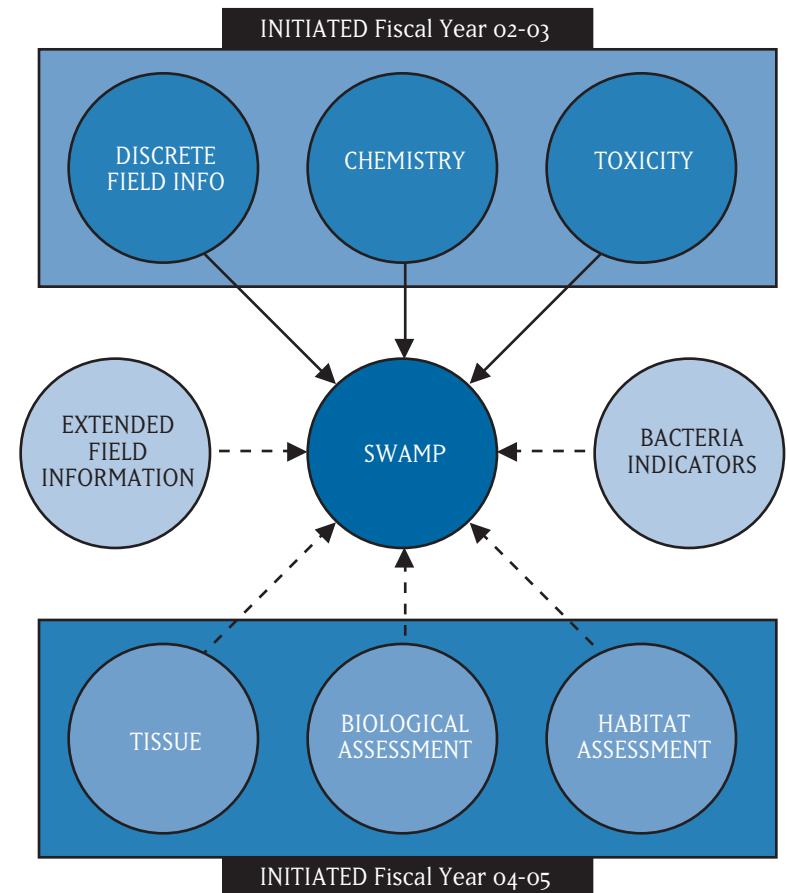 INITIATED Fiscal Year 02-03
DISCRETE
FIELD INFO
CHEMISTRY
TOXICITY
EXTENDED
FIELD
INFORMATION
SWAMP
BACTERIA
INDICATORS
TISSUE
BIOLOGICAL
ASSESSMENT
HABITAT
ASSESSMENT
INITIATED Fiscal Year 04-05